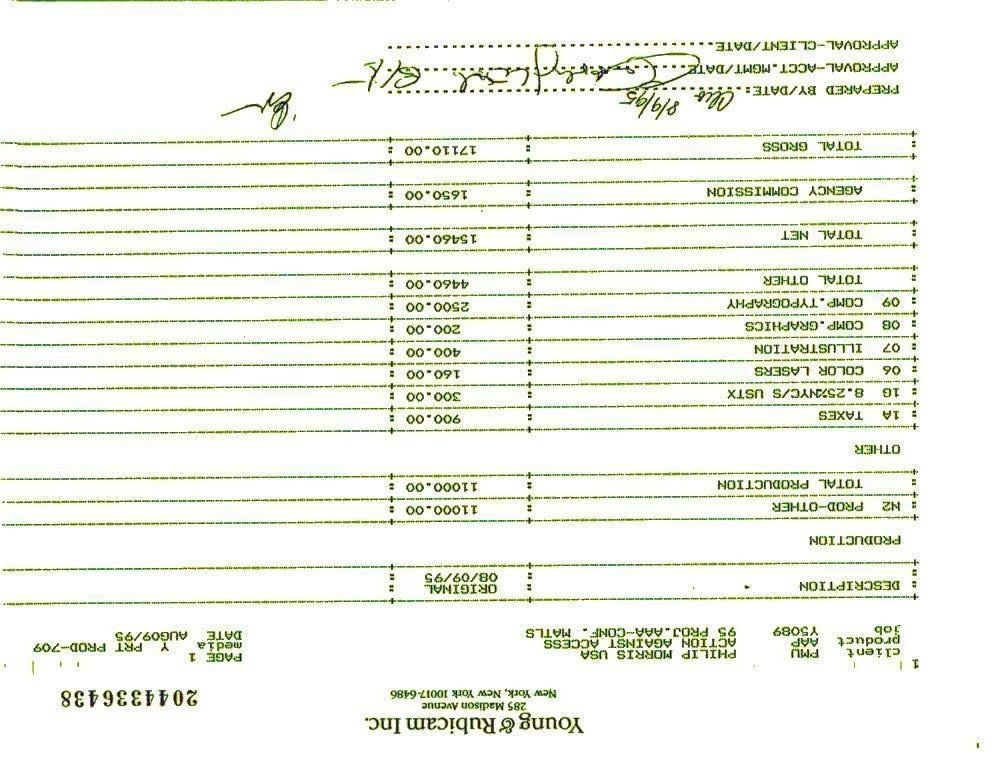 Young & Rubicam Inc.
285 Madison Avenue
New York, New York 10017-6486
2044336438
1 client PMU PHILIP MORRIS USA PAGE 1
product AAP ACTION AGAINST ACCESS media Y PRT PROD-709
job Y5089 95 PROJ.AAA-CONF. MATLS DATE AUG09/95
: DESCRIPTION : ORIGINAL :
: : 08/09/95 :
PRODUCTION
: N2 PROD-OTHER : 11000.00 :
: TOTAL PRODUCTION : 11000.00 :
OTHER
: 1A TAXES : 900.00 :
: 1G 8.25%NYC/S USTX : 300.00 :
: 06 COLOR LASERS : 160.00 :
: 07 ILLUSTRATION : 400.00 :
: 08 COMP.GRAPHICS : 200.00 :
: 09 COMP.TYPOGRAPHY : 2500.00 :
: TOTAL OTHER : 4460.00 :
: TOTAL NET : 15460.00 :
: AGENCY COMMISSION : 1650.00 :
: TOTAL GROSS : 17110.00 :
PREPARED BY/DATE: 8/9/95
APPROVAL-ACCT.MGMT/DATE
APPROVAL-CLIENT/DATE